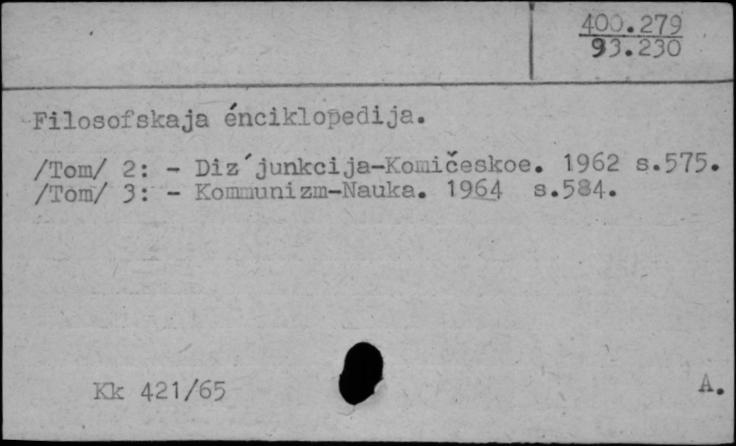 400.279
93.230
Filosofskaja énciklopedija.
/Tom/ 2: - Diz´junkcija-Komičeskoe. 1962 s.575.
/Tom/ 3: - Kommunizm-Nauka. 1964 s.584.
Kk 421/65
A.